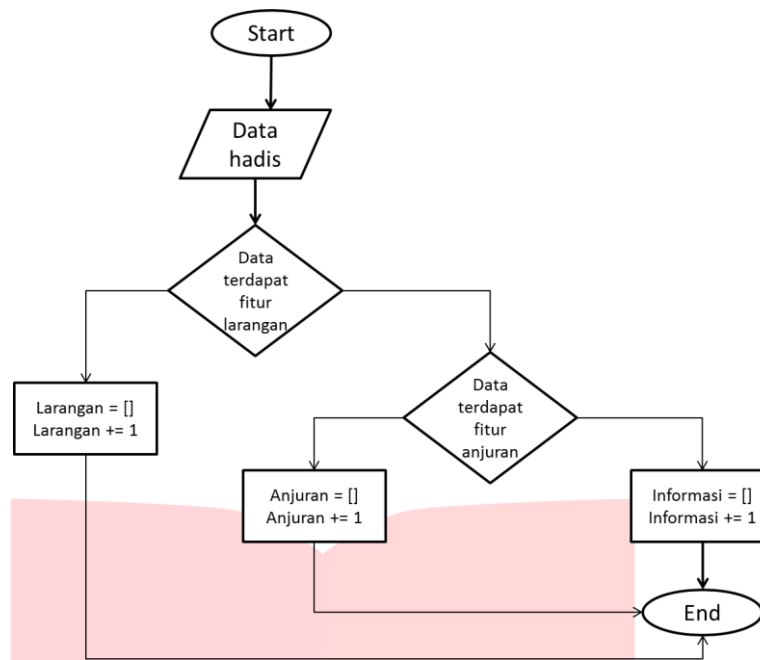 Start
Data
hadis
Data
terdapat
fitur
larangan
Data
terdapat
fitur
anjuran
Larangan = []
Larangan += 1
Anjuran = []
Anjuran += 1
Informasi = []
Informasi += 1
End